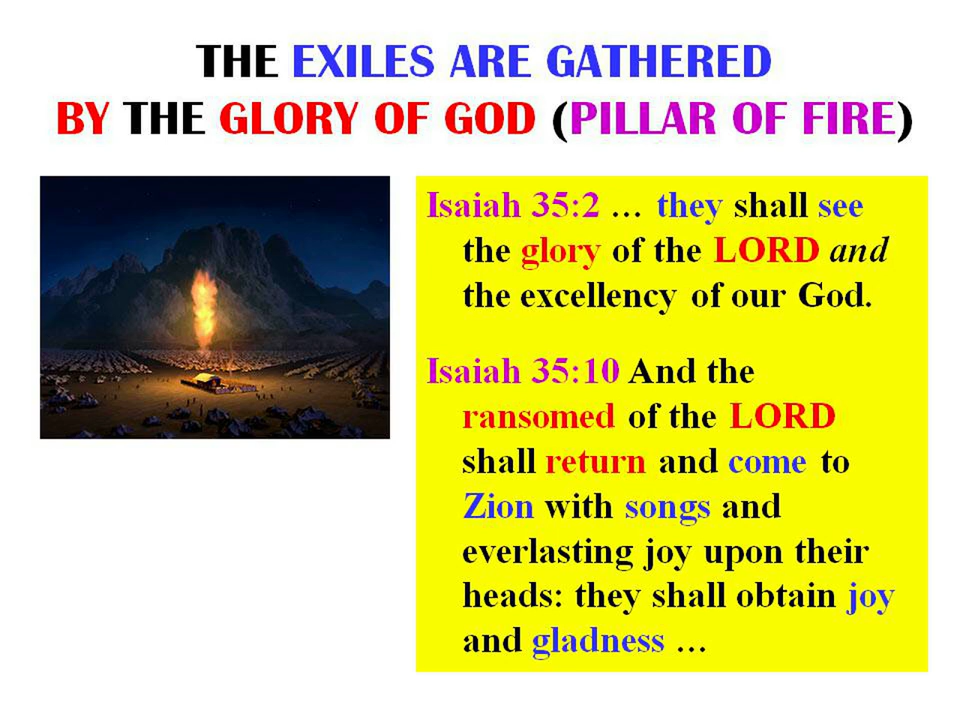 THE EXILES ARE GATHERED
BY THE GLORY OF GOD (PILLAR OF FIRE)
Isaiah 35:2 … they shall see
the glory of the LORD and
the excellency of our God.
Isaiah 35:10 And the
ransomed of the LORD
shall return and come to
Zion with songs and
everlasting joy upon their
heads: they shall obtain joy
and gladness …